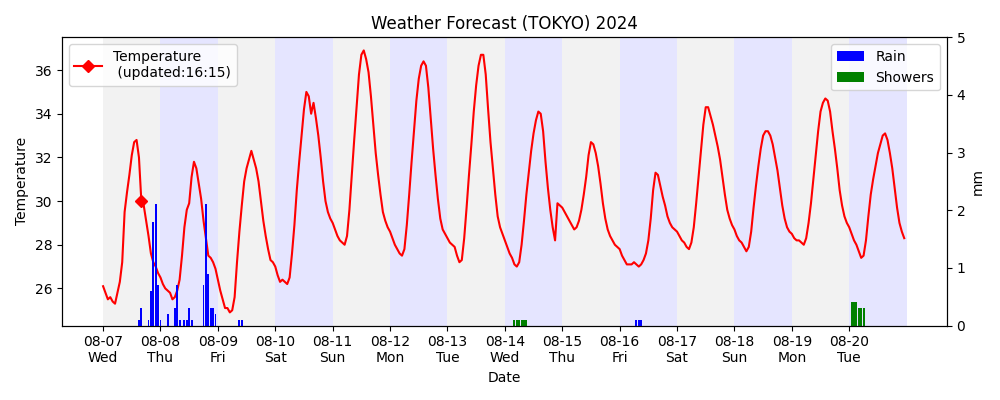 Weather Forecast (TOKYO) 2024
Temperature
(updated:16:15)
Rain
Showers
Temperature
36
34
32
30
28
26
5
4
3
2
1
0
mm
08-07 08-08 08-09 08-10 08-11 08-12 08-13 08-14 08-15 08-16 08-17 08-18 08-19 08-20
Wed Thu Fri Sat Sun Mon Tue Wed Thu Fri Sat Sun Mon Tue
Date